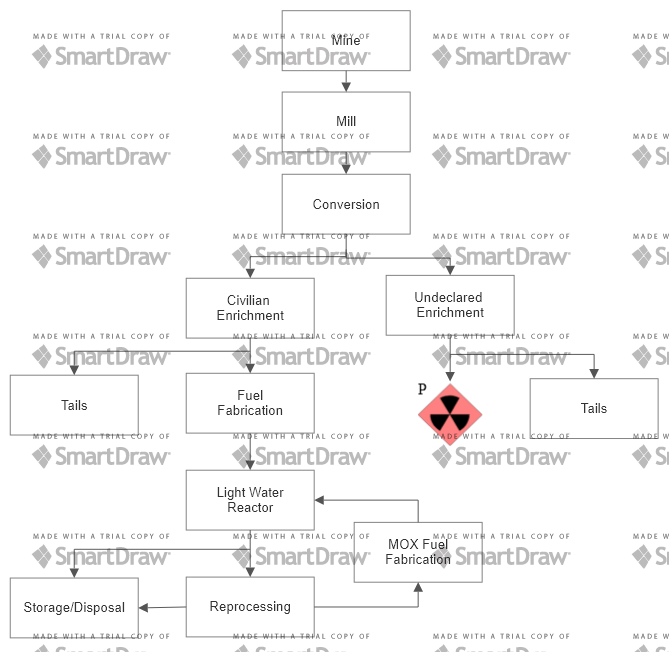 Mine
Mill
Conversion
Civilian
Enrichment
Undeclared
Enrichment
Tails
Fuel
Fabrication
P
Tails
Light Water
Reactor
MOX Fuel
Fabrication
Storage/Disposal
Reprocessing
MADE WITH A TRIAL COPY OF
SmartDraw